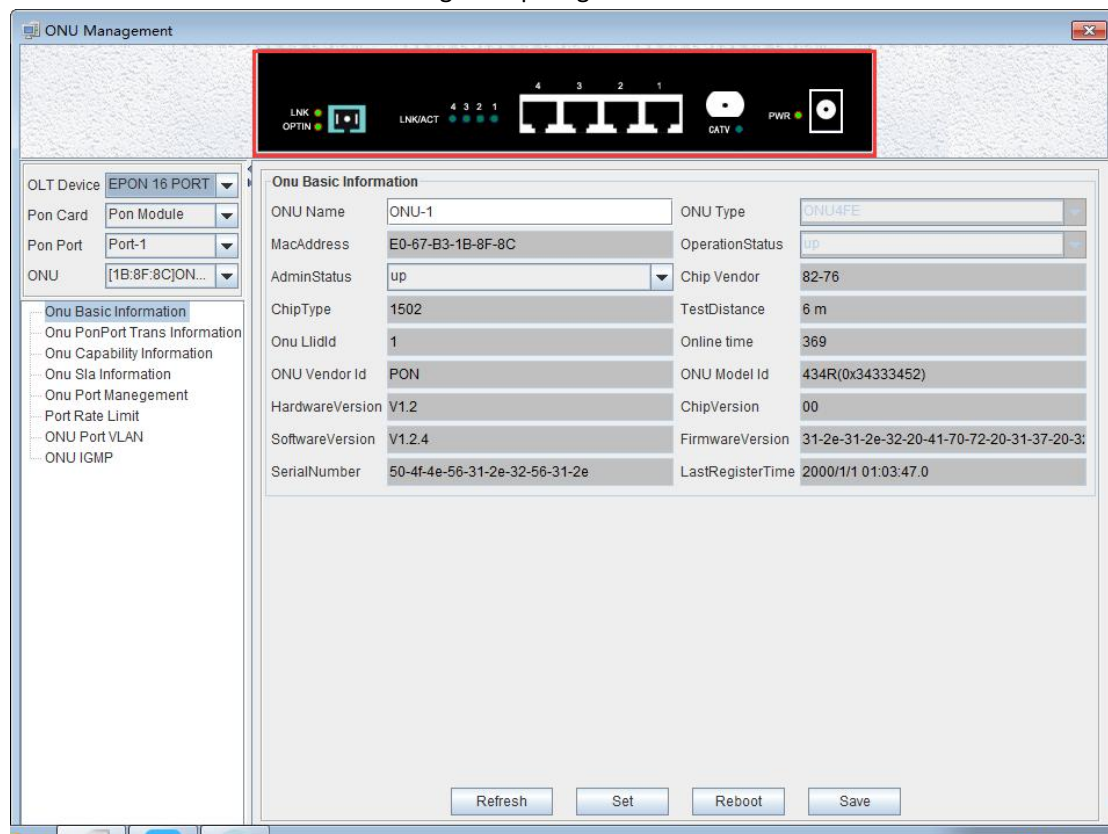 ONU Management
4 3 2 1
LNK
OPTIN
LNK/ACT 4 3 2 1
CATV
PWR
OLT Device EPON 16 PORT
Pon Card Pon Module
Pon Port Port-1
ONU [1B:8F:8C]ON...
Onu Basic Information
Onu PonPort Trans Information
Onu Capability Information
Onu Sla Information
Onu Port Manegement
Port Rate Limit
ONU Port VLAN
ONU IGMP
Onu Basic Information
ONU Name ONU-1 ONU Type ONU4FE
MacAddress E0-67-B3-1B-8F-8C OperationStatus up
AdminStatus up Chip Vendor 82-76
ChipType 1502 TestDistance 6 m
Onu LlidId 1 Online time 369
ONU Vendor Id PON ONU Model Id 434R(0x34333452)
HardwareVersion V1.2 ChipVersion 00
SoftwareVersion V1.2.4 FirmwareVersion 31-2e-31-2e-32-20-41-70-72-20-31-37-20-3
SerialNumber 50-4f-4e-56-31-2e-32-56-31-2e LastRegisterTime 2000/1/1 01:03:47.0
Refresh Set Reboot Save